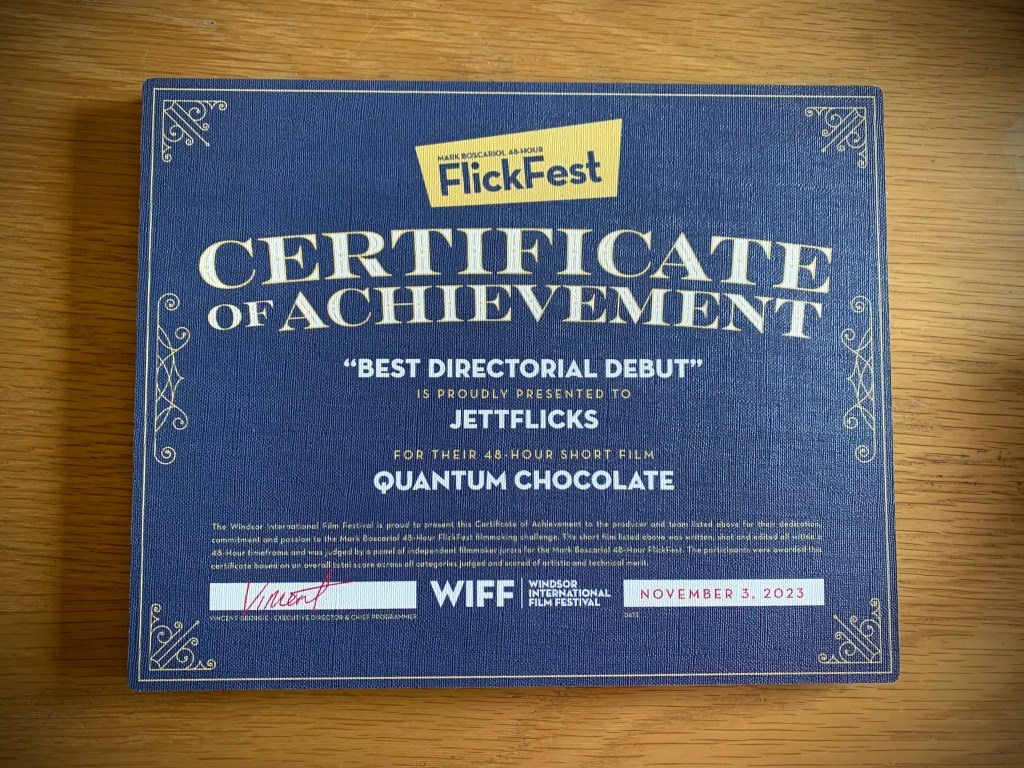 MARK BOSCARIOL 48-HOUR
FlickFest
CERTIFICATE
OF ACHIEVEMENT
“BEST DIRECTORIAL DEBUT”
IS PROUDLY PRESENTED TO
JETTFLICKS
FOR THEIR 48-HOUR SHORT FILM
QUANTUM CHOCOLATE
The Windsor International Film Festival is proud to present this Certificate of Achievement to the producer and team listed above for their dedication,
commitment and passion to the Mark Boscariol 48-Hour FlickFest filmmaking challenge. The short film listed above was written, shot and edited all within a
48-Hour timeframe and was judged by a panel of independent filmmaker jurors for the Mark Boscariol 48-Hour FlickFest. The participants were awarded this
certificate based on an overall total score across all categories judged and scored of artistic and technical merit.
Vincent
WIFF
WINDSOR
INTERNATIONAL
FILM FESTIVAL
NOVEMBER 3, 2023
VINCENT GEORGIE - EXECUTIVE DIRECTOR & CHIEF PROGRAMMER
DATE